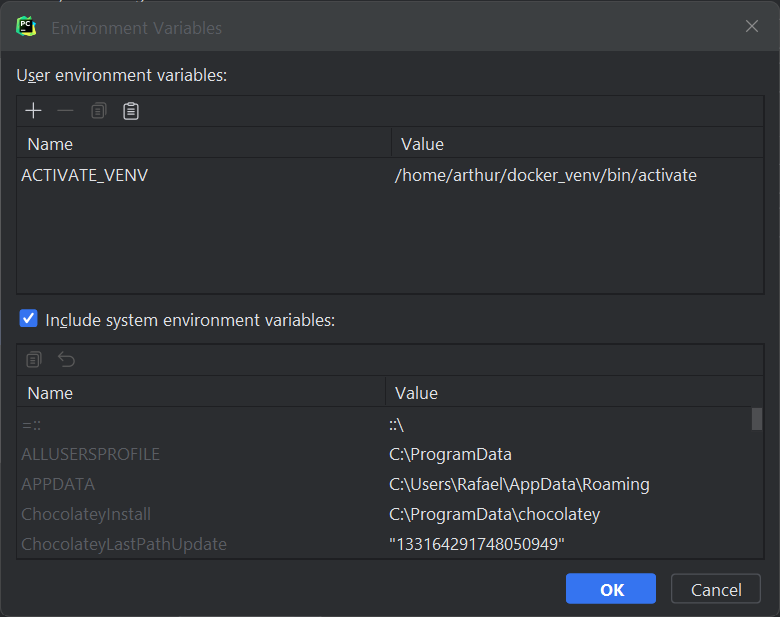 PC
Environment Variables
User environment variables:
Name Value
ACTIVATE_VENV /home/arthur/docker_venv/bin/activate
Include system environment variables:
Name Value
=:: ::\
ALLUSERSPROFILE C:\ProgramData
APPDATA C:\Users\Rafael\AppData\Roaming
ChocolateyInstall C:\ProgramData\chocolatey
ChocolateyLastPathUpdate "133164291748050949"
OK Cancel